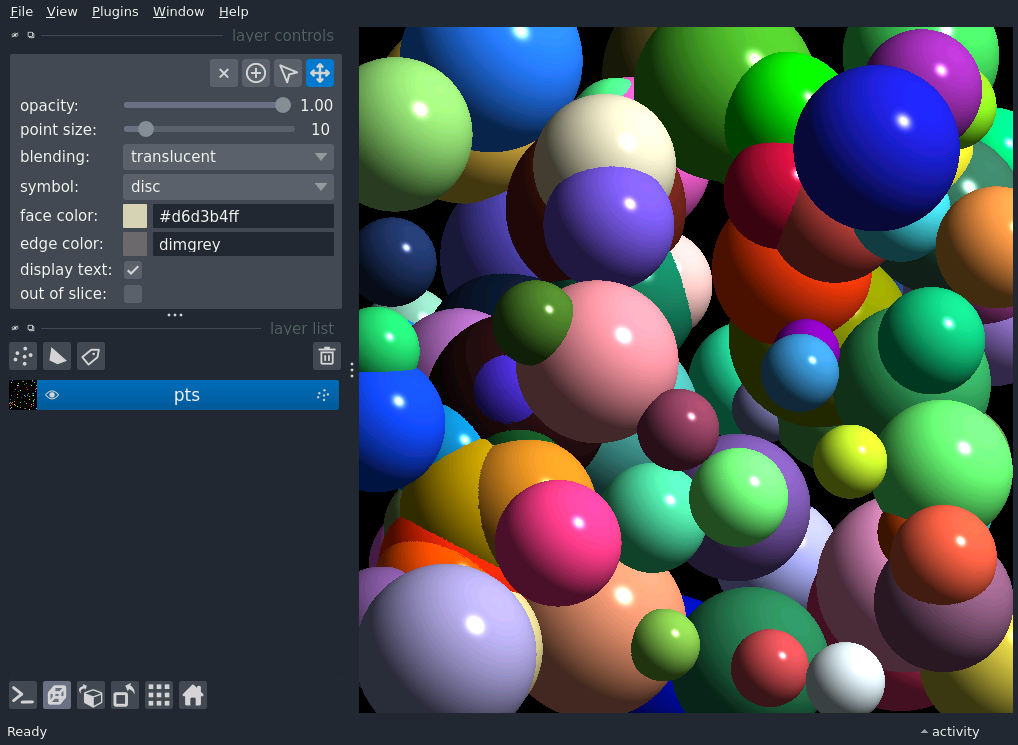 File View Plugins Window Help
layer controls
opacity: 1.00
point size: 10
blending: translucent
symbol: disc
face color: #d6d3b4ff
edge color: dimgrey
display text:
out of slice:
layer list
pts
Ready activity